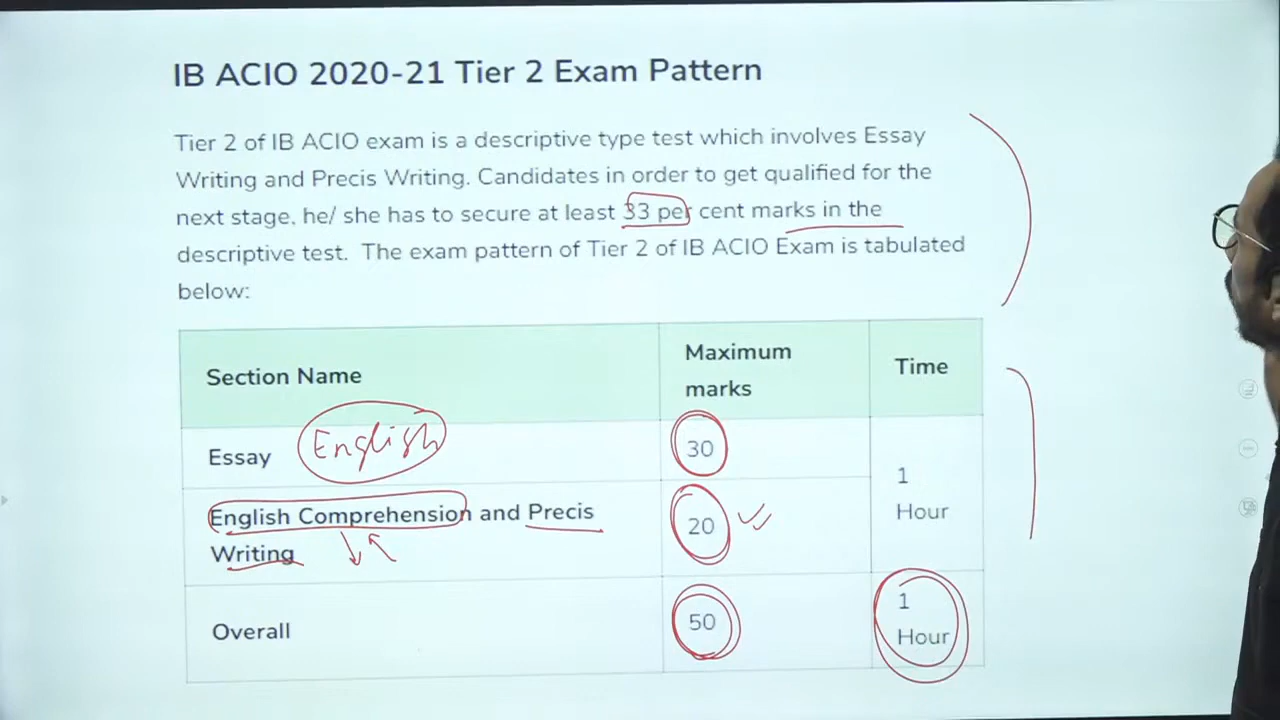 IB ACIO 2020-21 Tier 2 Exam Pattern
Tier 2 of IB ACIO exam is a descriptive type test which involves Essay
Writing and Precis Writing. Candidates in order to get qualified for the
next stage, he/ she has to secure at least 33 per cent marks in the
descriptive test. The exam pattern of Tier 2 of IB ACIO Exam is tabulated
below:
Section Name
Maximum
marks
Time
Essay English
30
1
Hour
English Comprehension and Precis
Writing
20
Overall
50
1
Hour